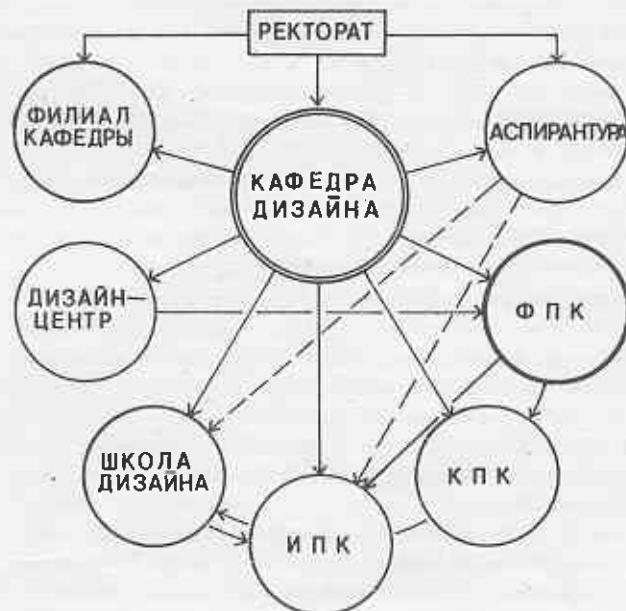 РЕКТОРАТ
ФИЛИАЛ
КАФЕДРЫ
АСПИРАНТУРА
КАФЕДРА
ДИЗАЙНА
ДИЗАЙН—
ЦЕНТР
ФПК
ШКОЛА
ДИЗАЙНА
КПК
ИПК